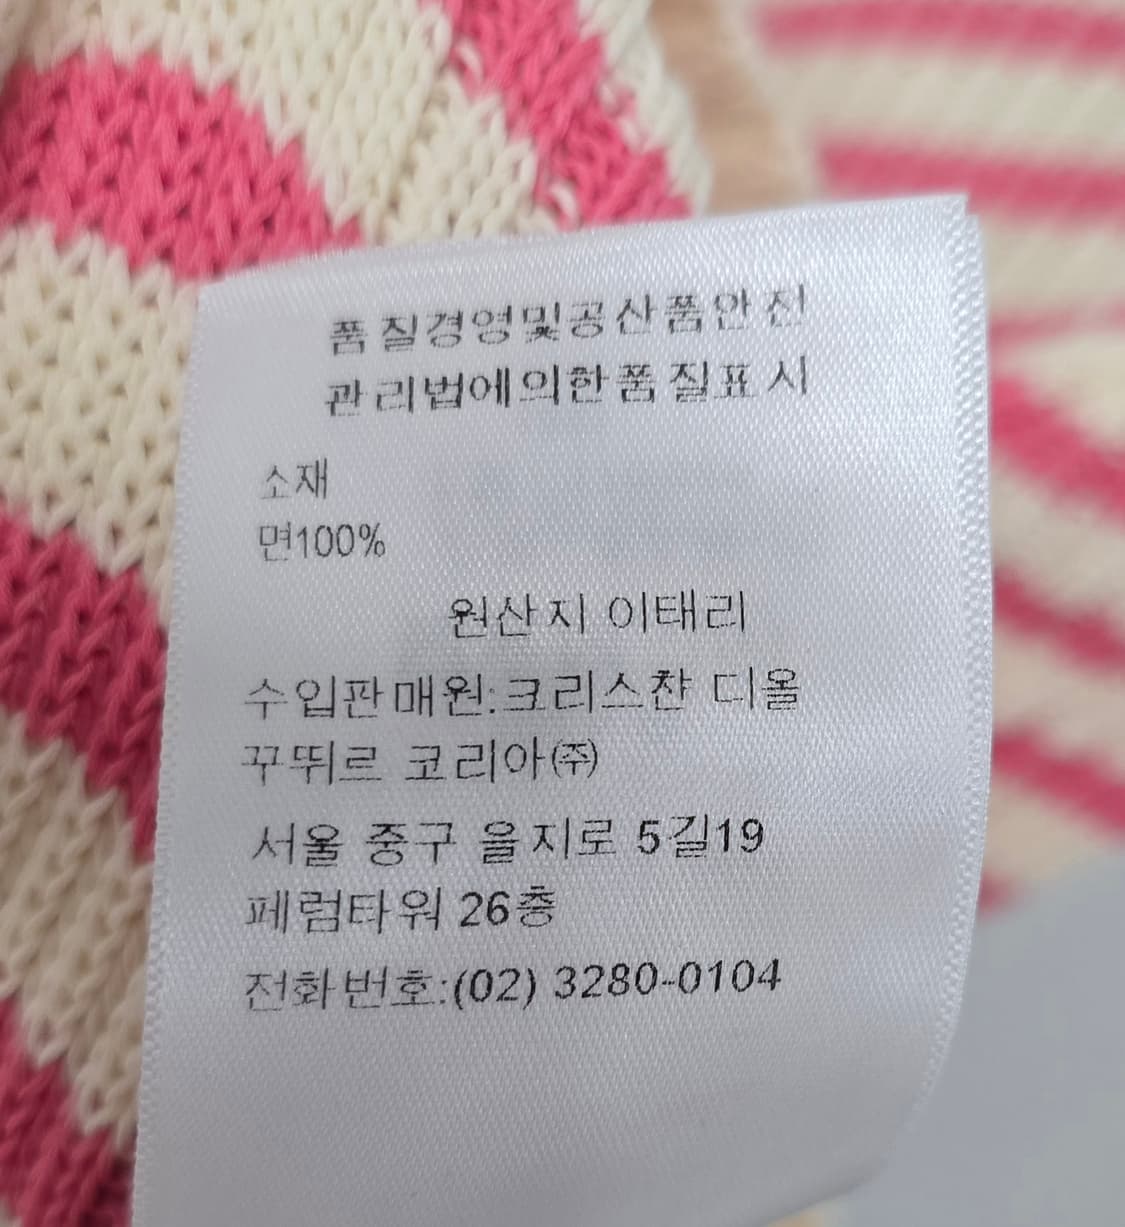 품질경영및공산품안전
관리법에의한품질표시
소재
면100%
원산지 이태리
수입판매원:크리스챤 디올
꾸뛰르 코리아㈜
서울 중구 을지로 5길19
페럼타워 26층
전화번호:(02) 3280-0104